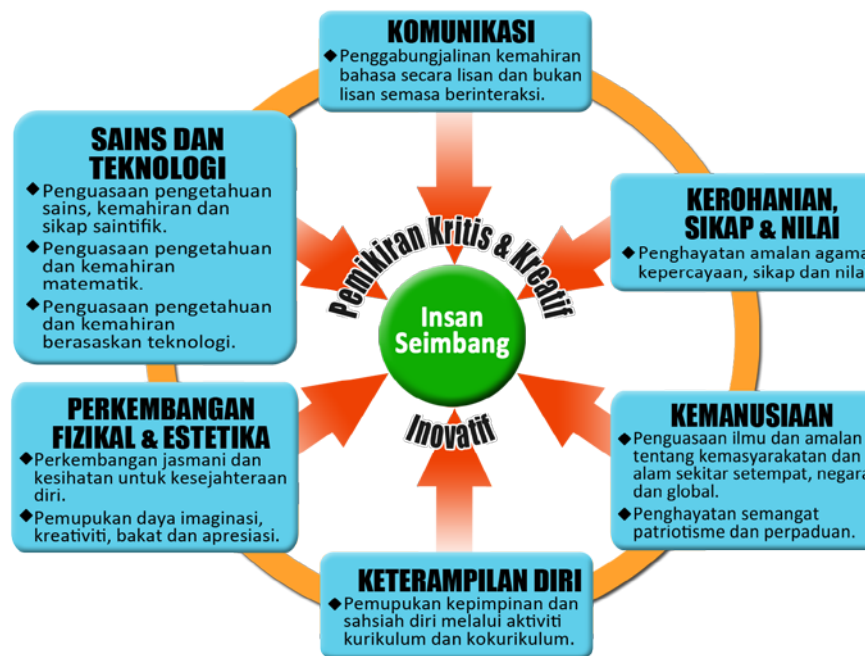 KOMUNIKASI
◆Penggabungjalinan kemahiran
bahasa secara lisan dan bukan
lisan semasa berinteraksi.
SAINS DAN
TEKNOLOGI
◆Penguasaan pengetahuan
sains, kemahiran dan
sikap saintifik.
◆Penguasaan pengetahuan
dan kemahiran
matematik.
◆Penguasaan pengetahuan
dan kemahiran
berasaskan teknologi.
KEROHANIAN,
SIKAP & NILAI
◆Penghayatan amalan agama
kepercayaan, sikap dan nila
Pemikiran Kritis & Kreatif
Insan
Seimbang
Inovatif
PERKEMBANGAN
FIZIKAL & ESTETIKA
◆Perkembangan jasmani dan
kesihatan untuk kesejahteraan
diri.
◆Pemupukan daya imaginasi,
kreativiti, bakat dan apresiasi.
KEMANUSIAAN
◆Penguasaan ilmu dan amalan
tentang kemasyarakatan dan
alam sekitar setempat, negara
dan global.
◆Penghayatan semangat
patriotisme dan perpaduan.
KETERAMPILAN DIRI
◆Pemupukan kepimpinan dan
sahsiah diri melalui aktiviti
kurikulum dan kokurikulum.